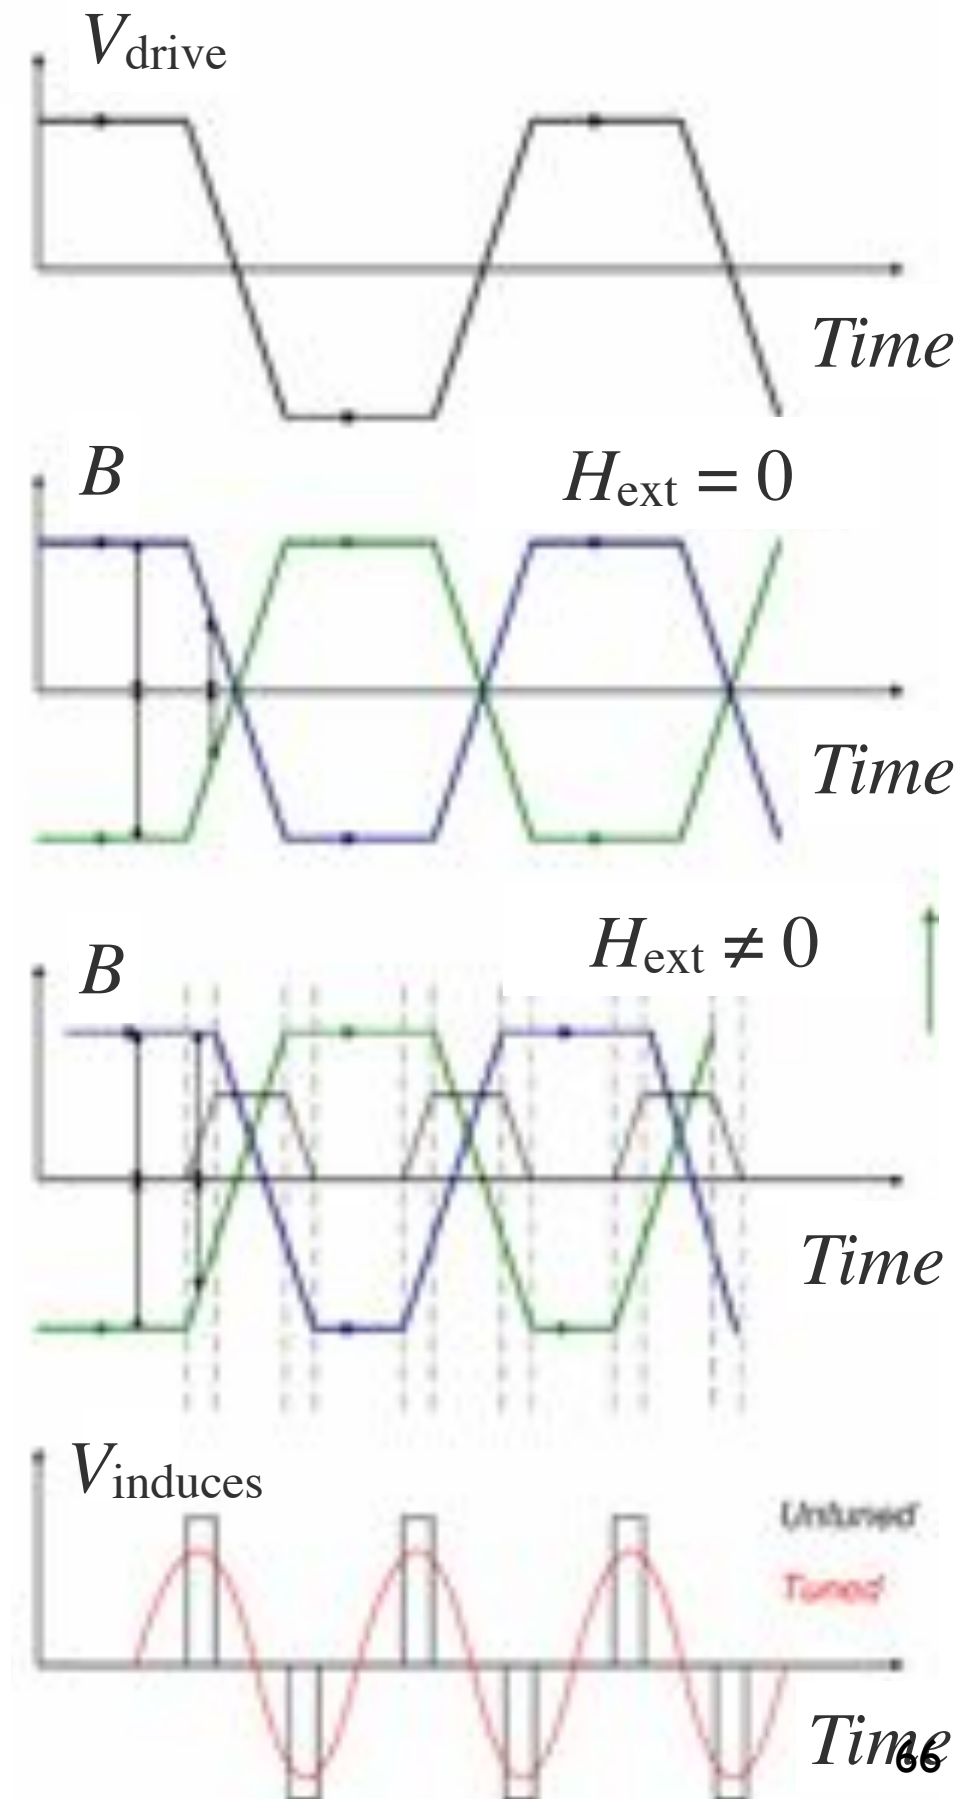 Vdrive
Time
B
Hext = 0
Time
B
Hext ≠ 0
Time
Vinduces
Untuned
Tuned
Time
66